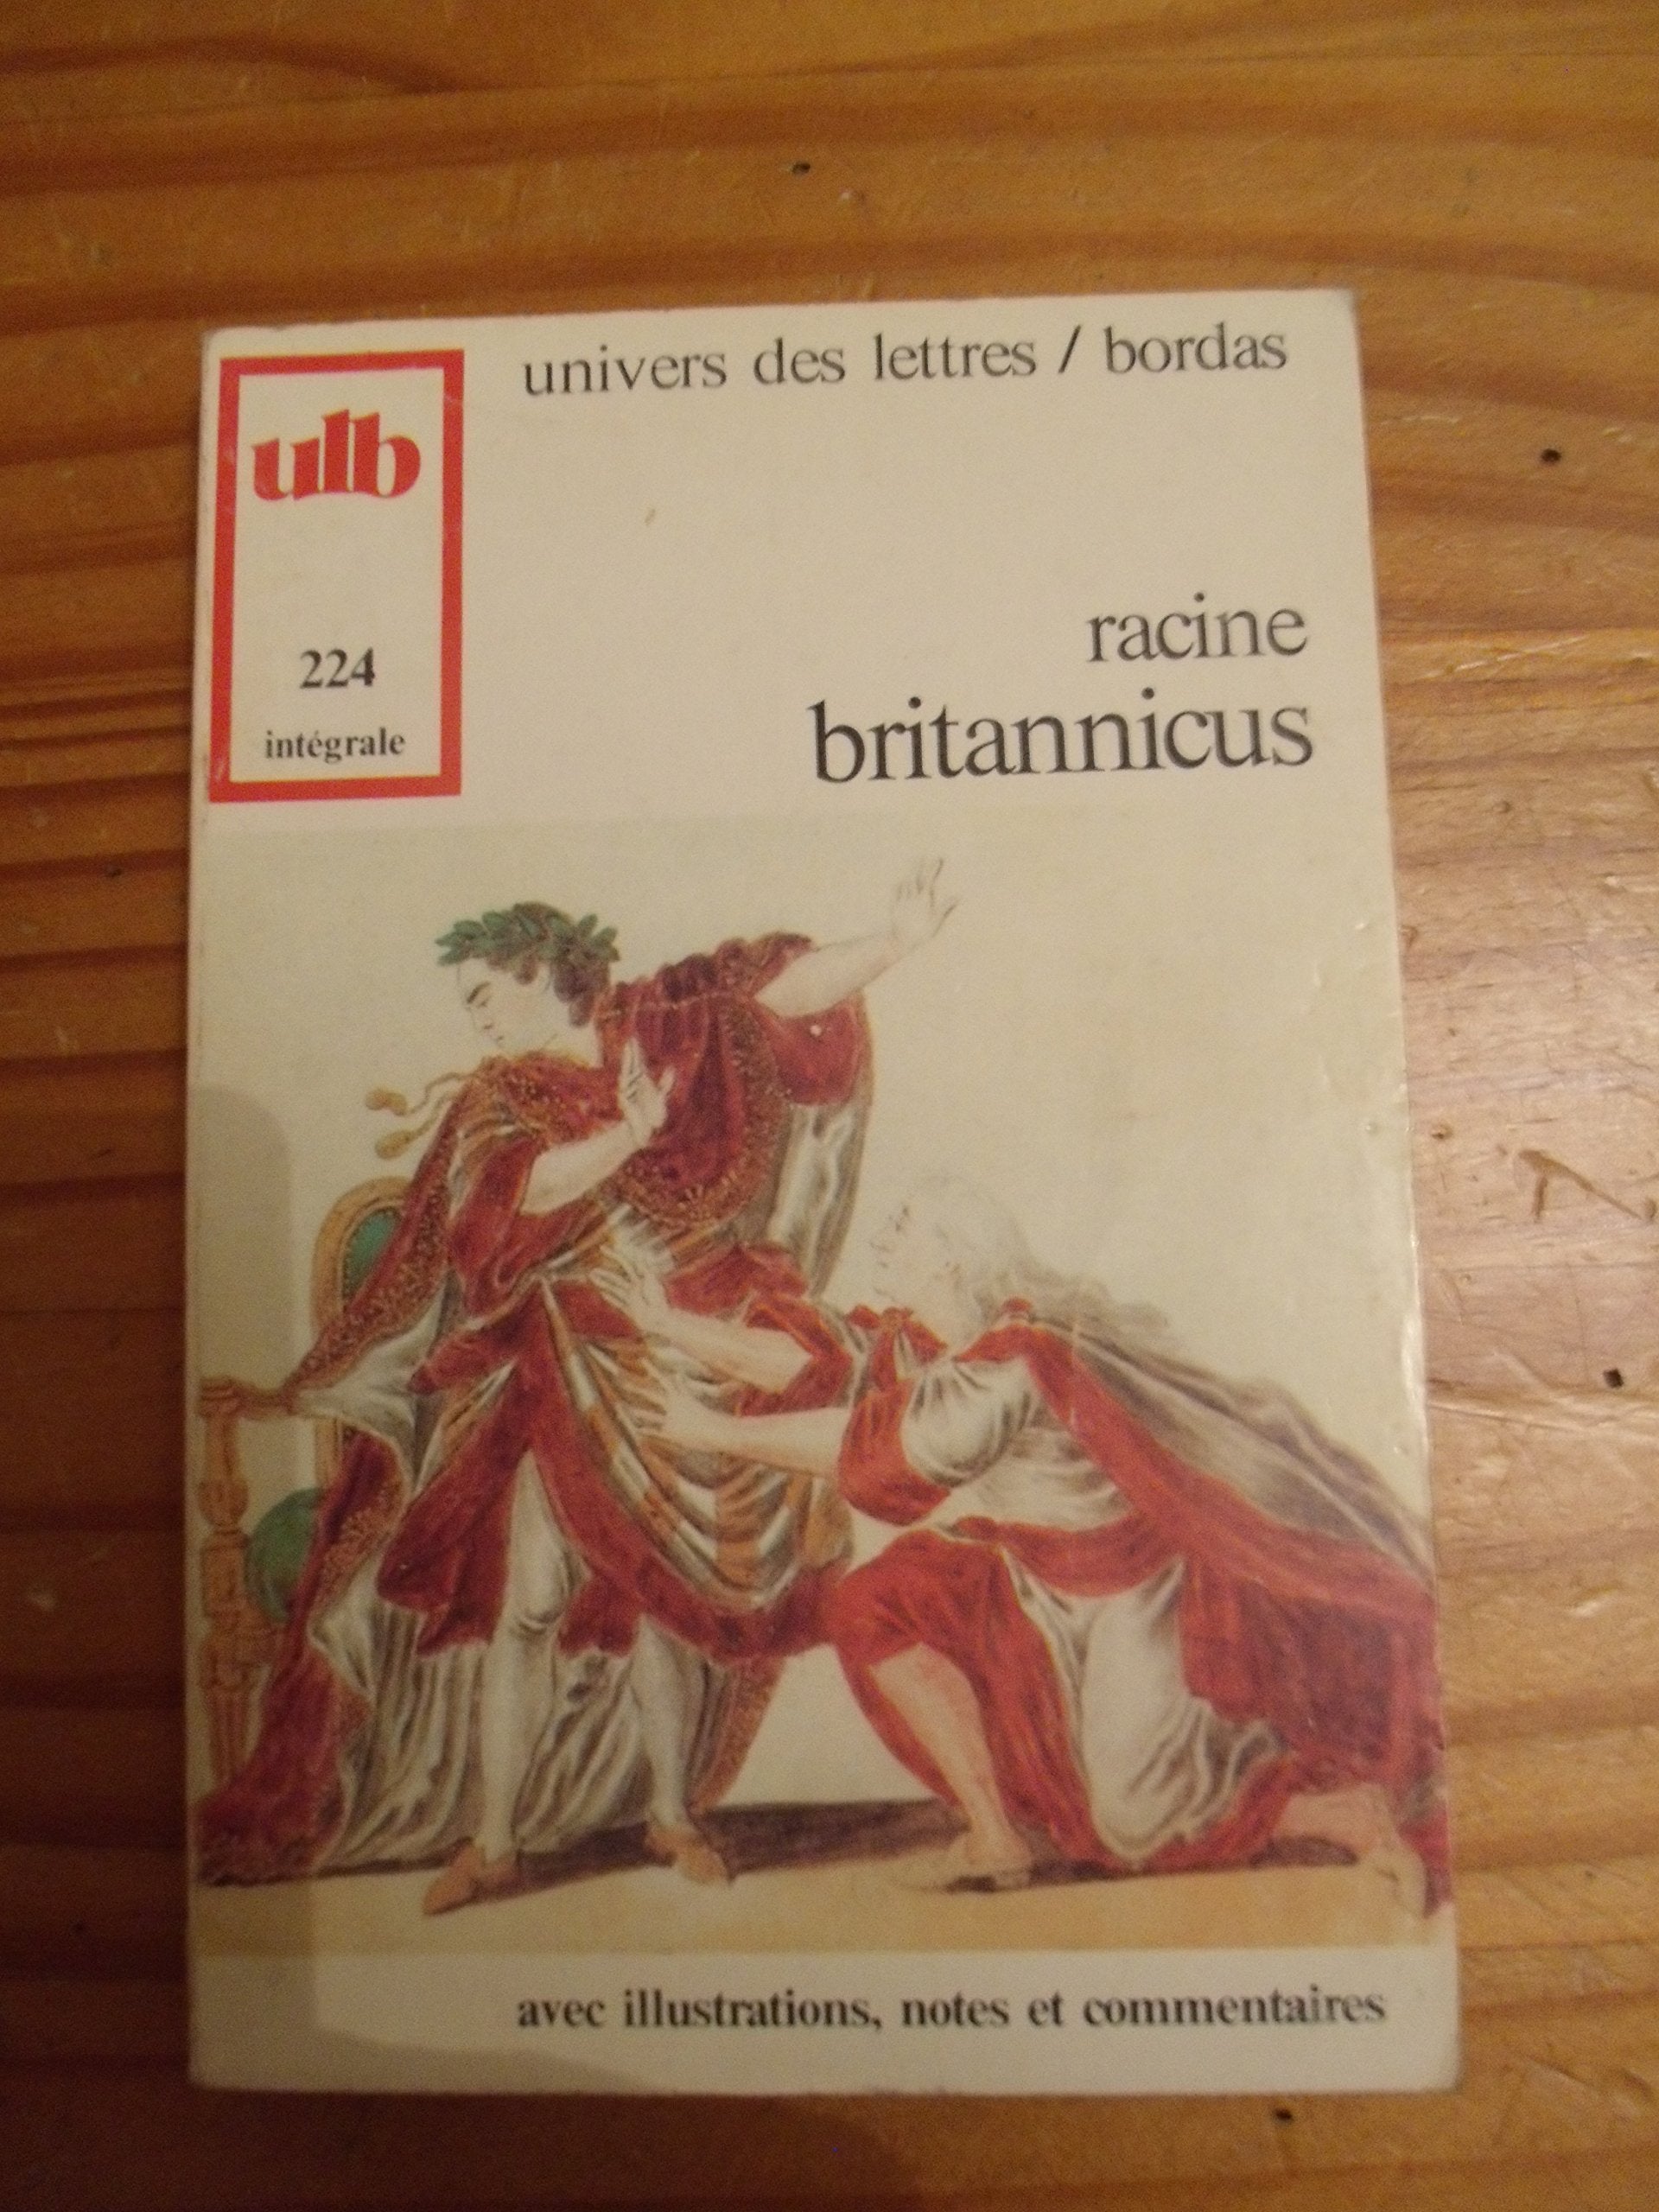 univers des lettres / bordas
ulb
224
intégrale
racine
britannicus
avec illustrations, notes et commentaires